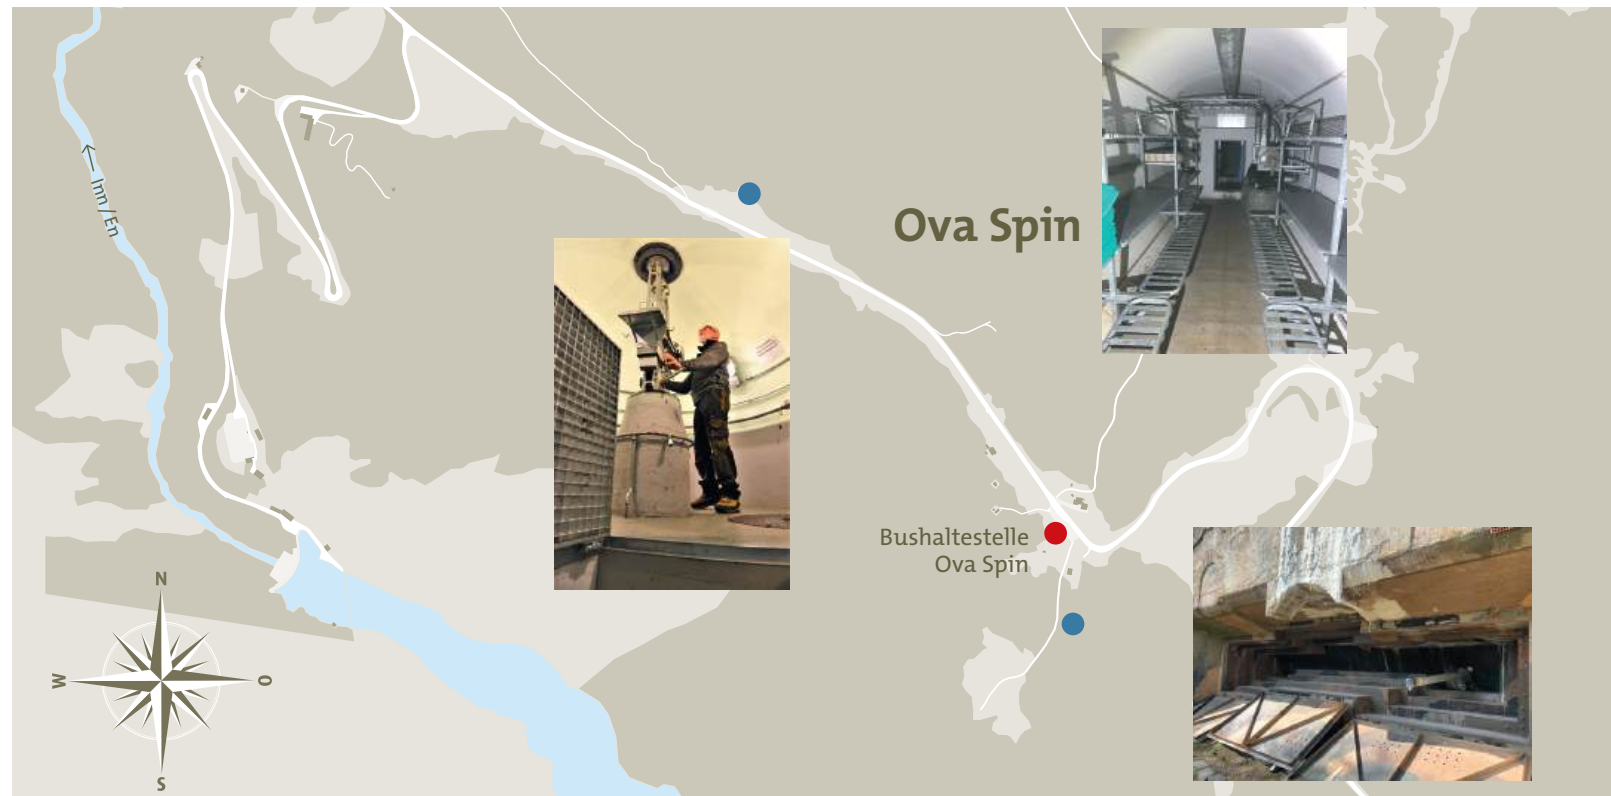 Ova Spin
← Inn/En
Bushaltestelle
Ova Spin
N
W
O
S